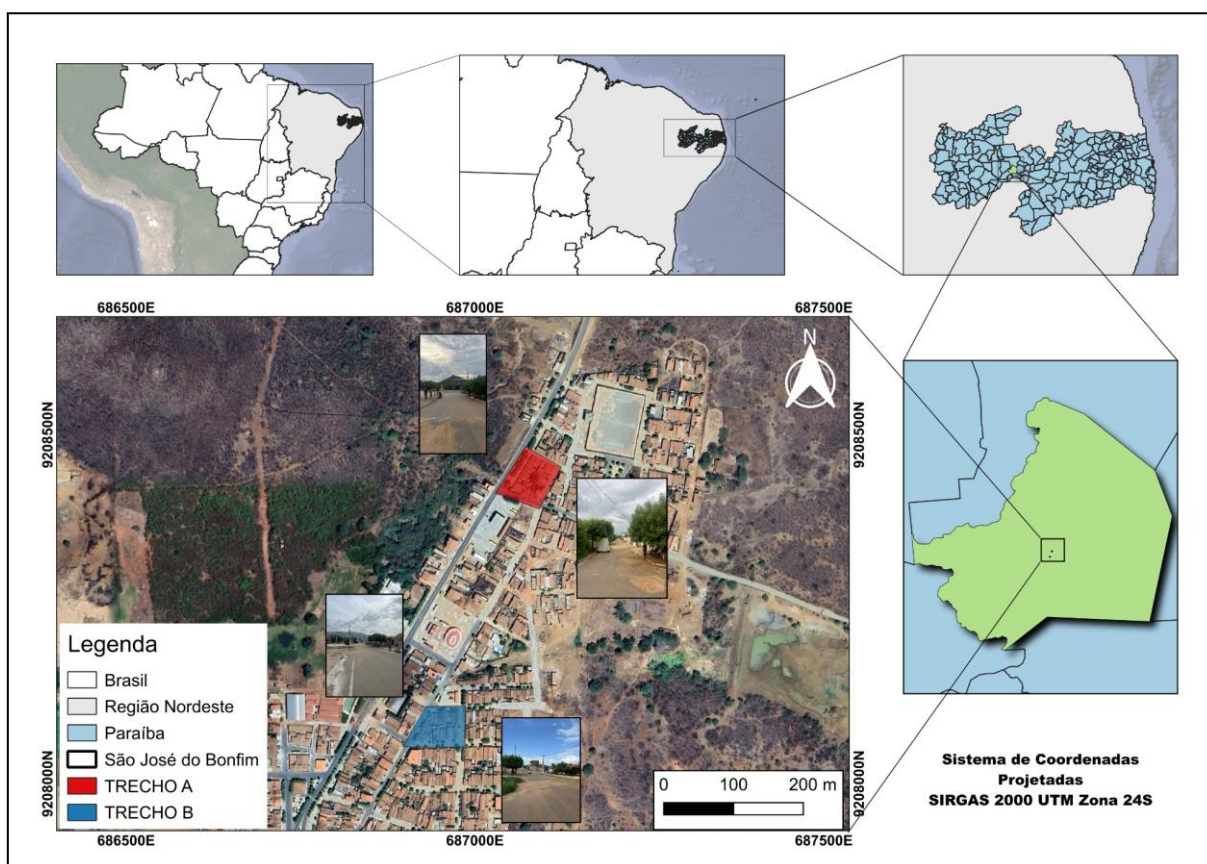 686500E
687000E
687500E
9208500N
9208500N
N
Legenda
Brasil
Região Nordeste
Paraíba
São José do Bonfim
TRECHO A
TRECHO B
0 100 200 m
9208000N
9208000N
686500E
687000E
687500E
Sistema de Coordenadas
Projetadas
SIRGAS 2000 UTM Zona 24S